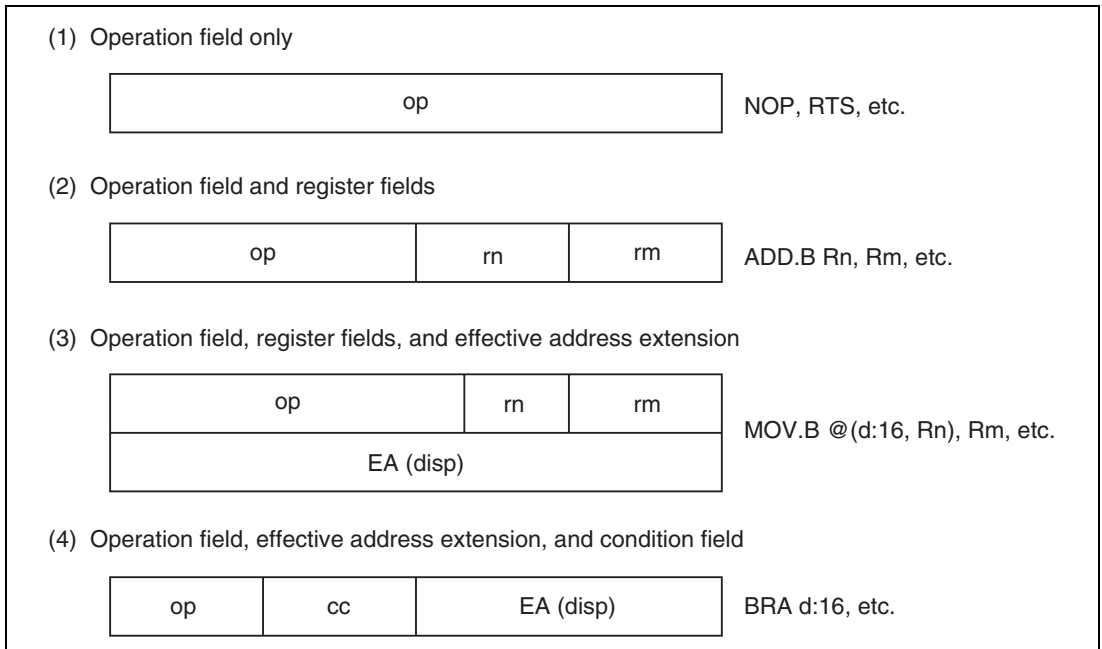 (1) Operation field only
op
NOP, RTS, etc.
(2) Operation field and register fields
op rn rm
ADD.B Rn, Rm, etc.
(3) Operation field, register fields, and effective address extension
op rn rm
MOV.B @(d:16, Rn), Rm, etc.
EA (disp)
(4) Operation field, effective address extension, and condition field
op cc EA (disp) BRA d:16, etc.